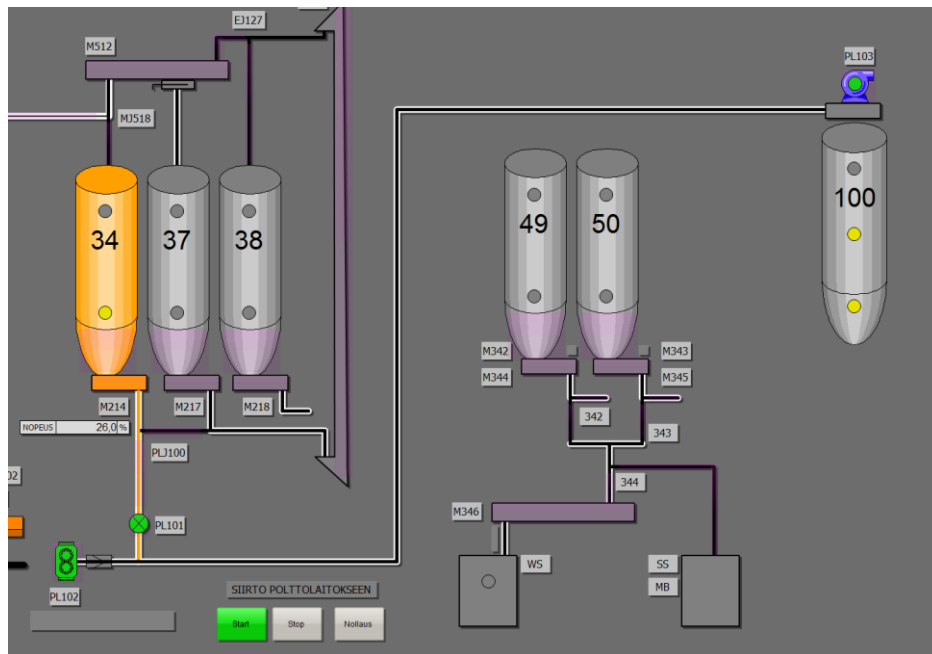 EJ127
M512
PL103
MJ518
34
37
38
49
50
100
M342
M343
M344
M345
M214
M217
M218
342
NOPEUS 26,0 %
343
PLJ100
02
344
M346
PL101
WS
SS
MB
PL102
SIIRTO POLTTOLAITOKSEEN
Start
Stop
Nollaus